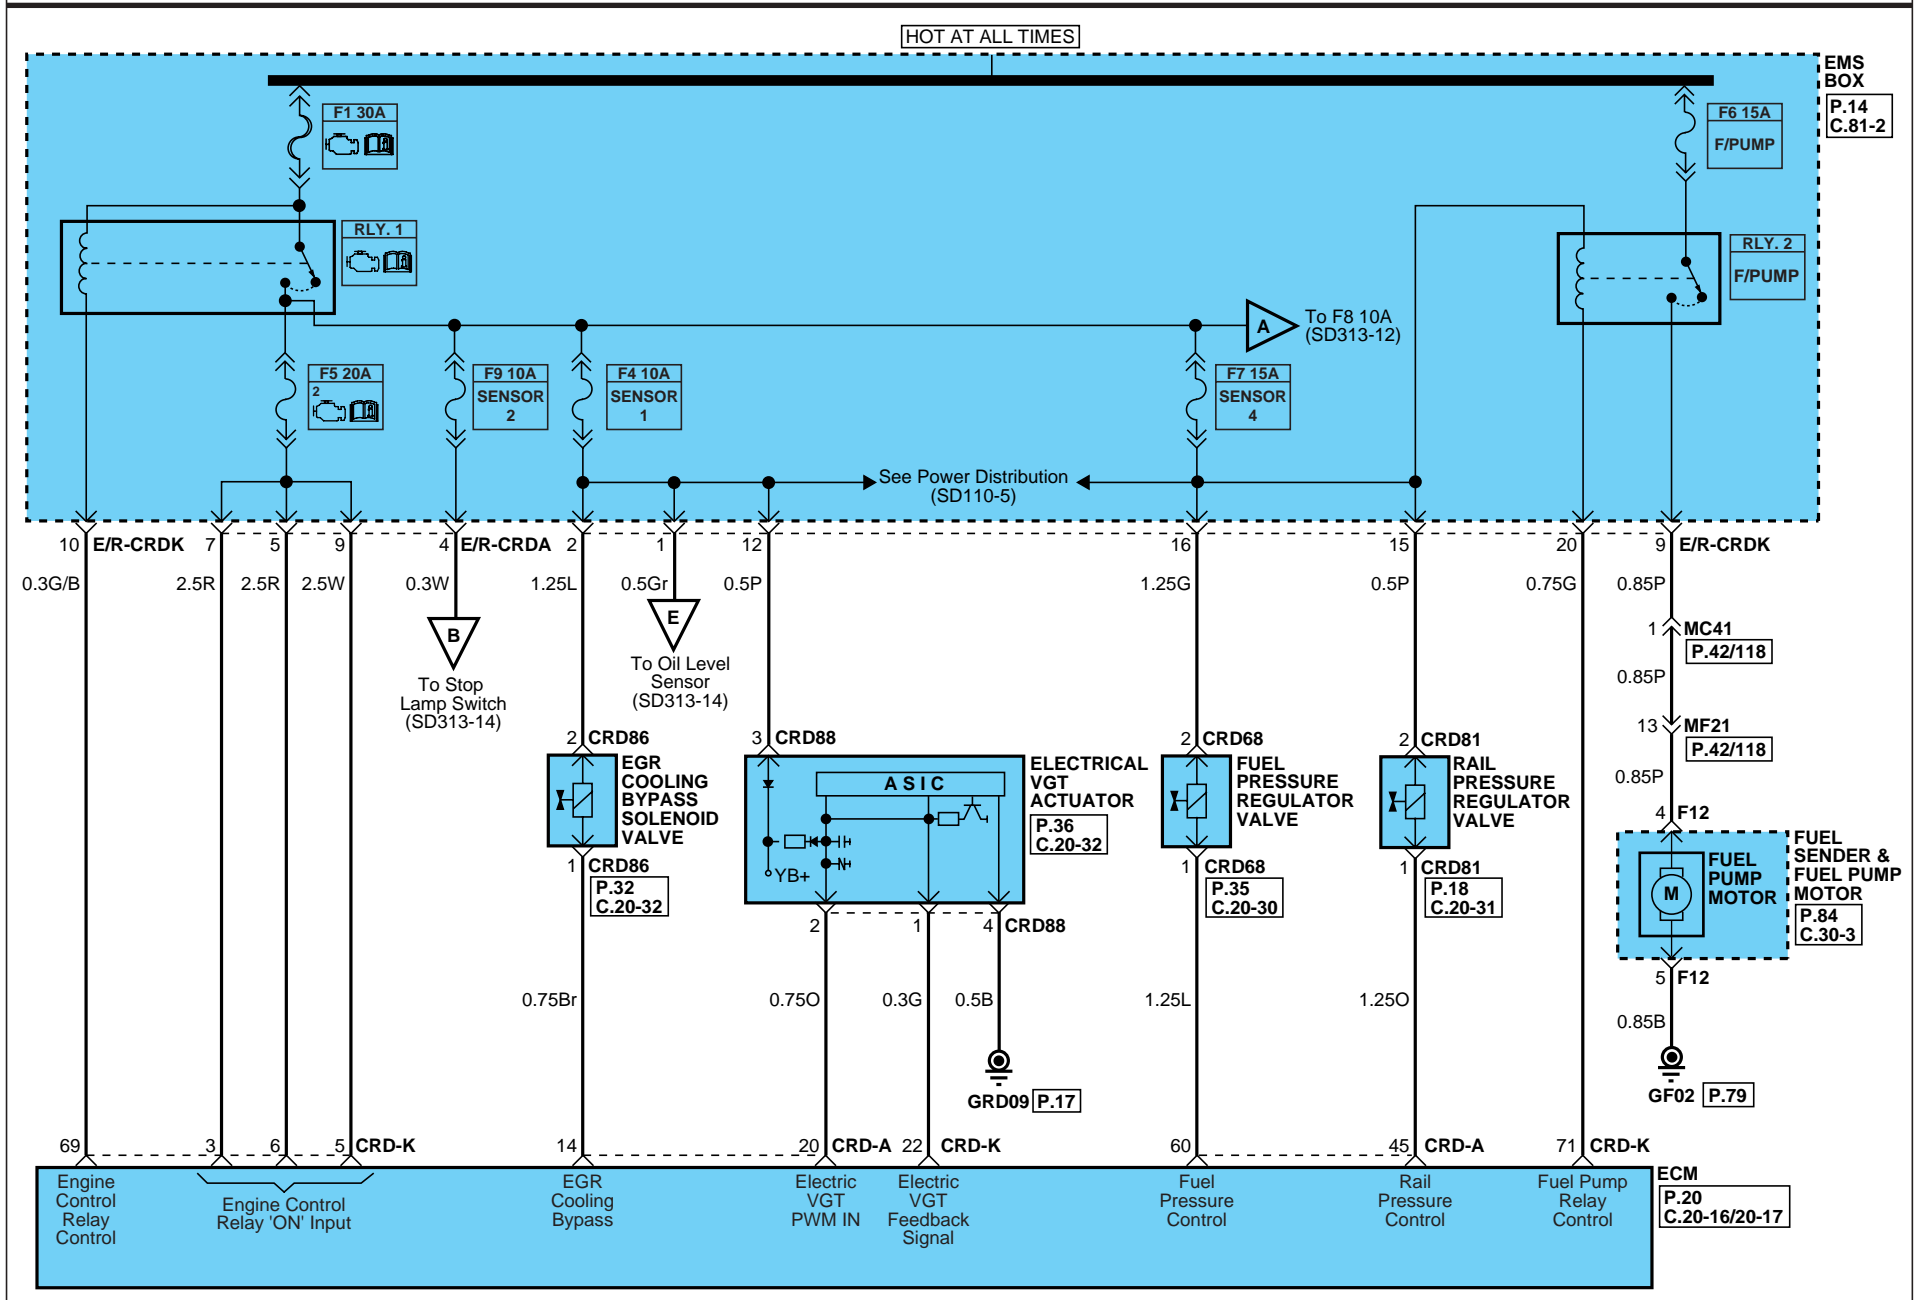 HOT AT ALL TIMES
EMS
BOX
P.14
C.81-2
F1 30A
F6 15A
F/PUMP
RLY. 1
RLY. 2
F/PUMP
A
To F8 10A
(SD313-12)
F5 20A
2
F9 10A
SENSOR
2
F4 10A
SENSOR
1
F7 15A
SENSOR
4
See Power Distribution
(SD110-5)
10 E/R-CRDK 7 5 9 4 E/R-CRDA 2 1 12 16 15 20 9 E/R-CRDK
0.3G/B 2.5R 2.5R 2.5W 0.3W 1.25L 0.5Gr 0.5P 1.25G 0.5P 0.75G 0.85P
B
To Stop
Lamp Switch
(SD313-14)
E
To Oil Level
Sensor
(SD313-14)
1 MC41
P.42/118
0.85P
13 MF21
P.42/118
0.85P
2 CRD86
EGR
COOLING
BYPASS
SOLENOID
VALVE
1 CRD86
P.32
C.20-32
3 CRD88
ASIC
YB+
ELECTRICAL
VGT
ACTUATOR
P.36
C.20-32
2 1 4 CRD88
2 CRD68
FUEL
PRESSURE
REGULATOR
VALVE
1 CRD68
P.35
C.20-30
2 CRD81
RAIL
PRESSURE
REGULATOR
VALVE
1 CRD81
P.18
C.20-31
4 F12
FUEL
PUMP
MOTOR
M
FUEL
SENDER &
FUEL PUMP
MOTOR
P.84
C.30-3
5 F12
0.75Br 0.75O 0.3G 0.5B 1.25L 1.25O
0.85B
GRD09 P.17
GF02 P.79
69 3 6 5 CRD-K 14 20 CRD-A 22 CRD-K 60 45 CRD-A 71 CRD-K
Engine
Control
Relay
Control
Engine Control
Relay 'ON' Input
EGR
Cooling
Bypass
Electric
VGT
PWM IN
Electric
VGT
Feedback
Signal
Fuel
Pressure
Control
Rail
Pressure
Control
Fuel Pump
Relay
Control
ECM
P.20
C.20-16/20-17